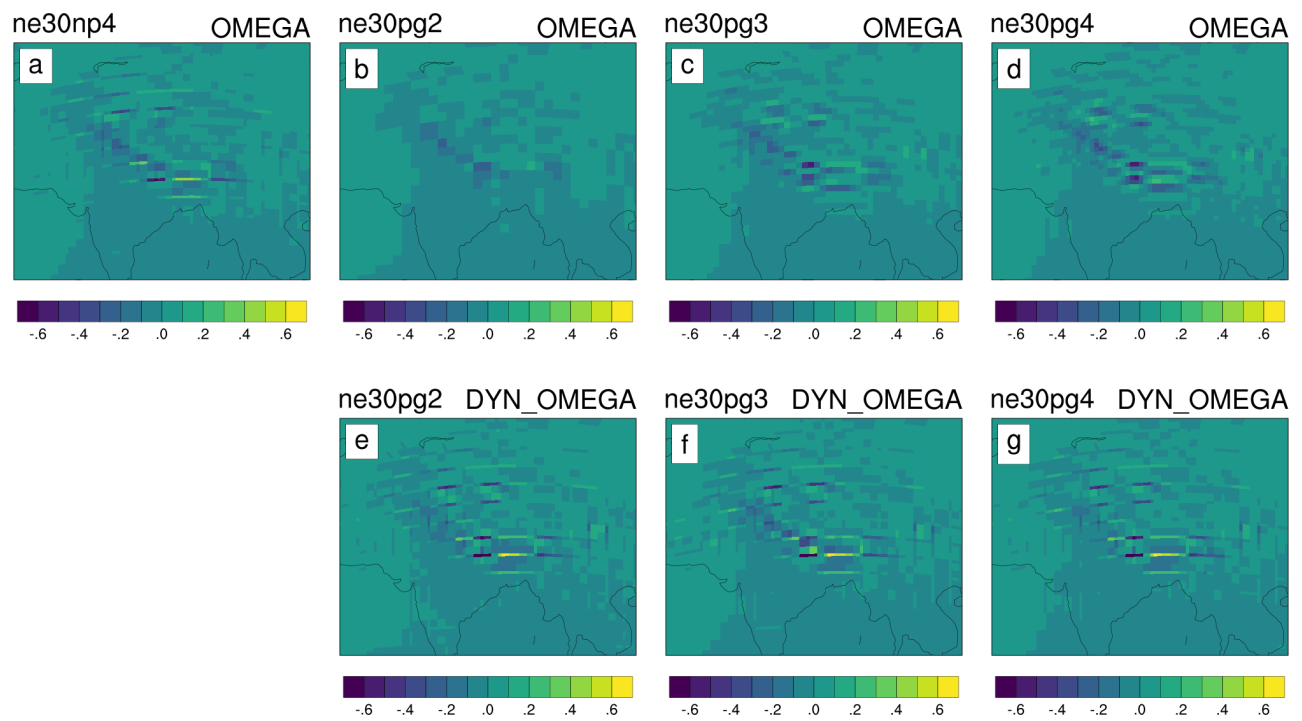 ne30np4 OMEGA ne30pg2 OMEGA ne30pg3 OMEGA ne30pg4 OMEGA
a b c d
-.6 -.4 -.2 .0 .2 .4 .6 -.6 -.4 -.2 .0 .2 .4 .6 -.6 -.4 -.2 .0 .2 .4 .6 -.6 -.4 -.2 .0 .2 .4 .6
ne30pg2 DYN_OMEGA ne30pg3 DYN_OMEGA ne30pg4 DYN_OMEGA
e f g
-.6 -.4 -.2 .0 .2 .4 .6 -.6 -.4 -.2 .0 .2 .4 .6 -.6 -.4 -.2 .0 .2 .4 .6